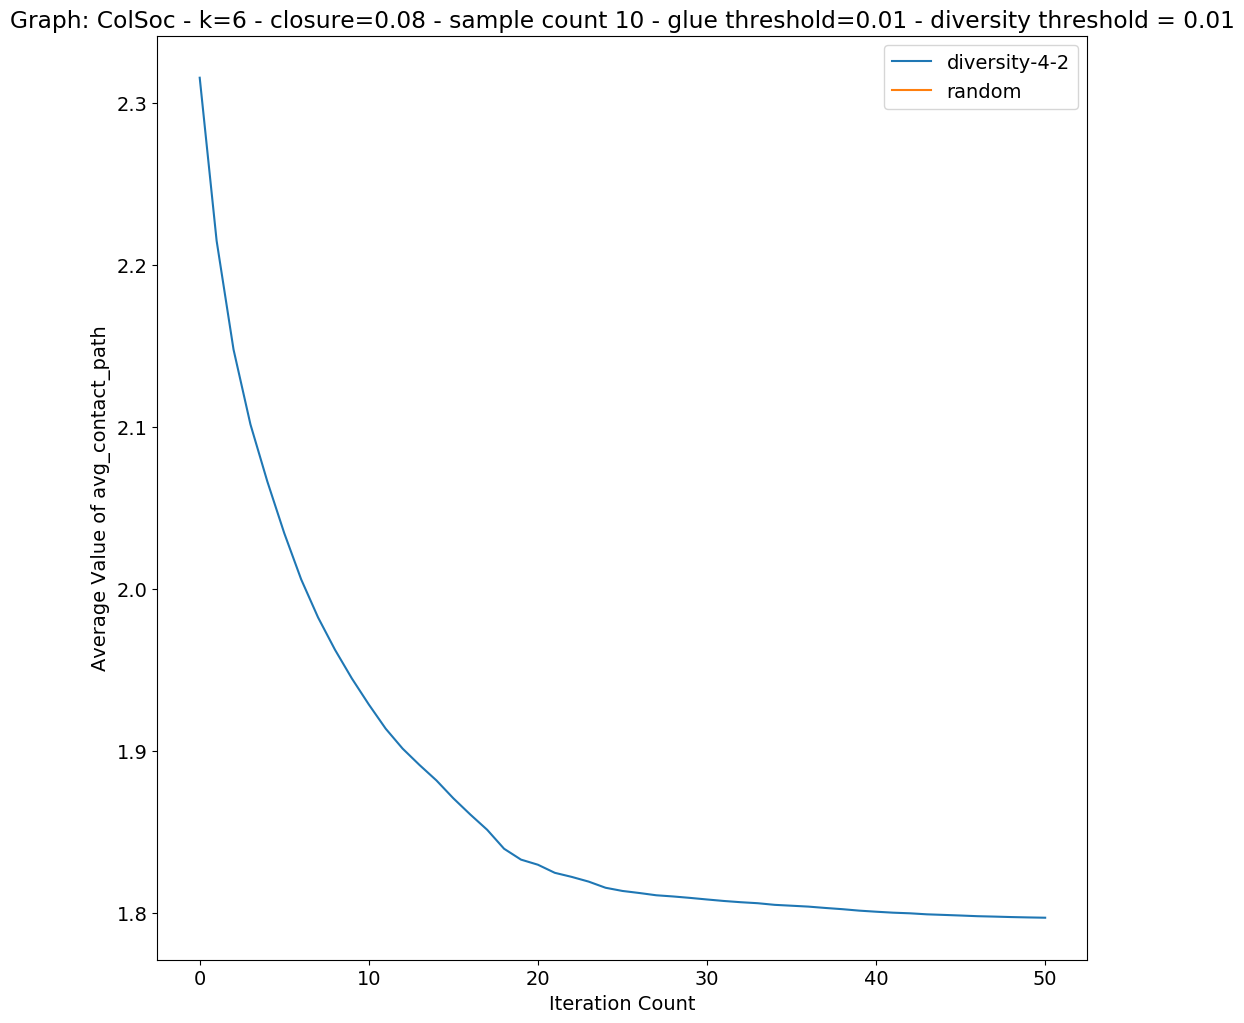 Graph: ColSoc - k=6 - closure=0.08 - sample count 10 - glue threshold=0.01 - diversity threshold = 0.01
diversity-4-2
random
2.3
2.2
2.1
2.0
1.9
1.8
Average Value of avg_contact_path
0 10 20 30 40 50
Iteration Count